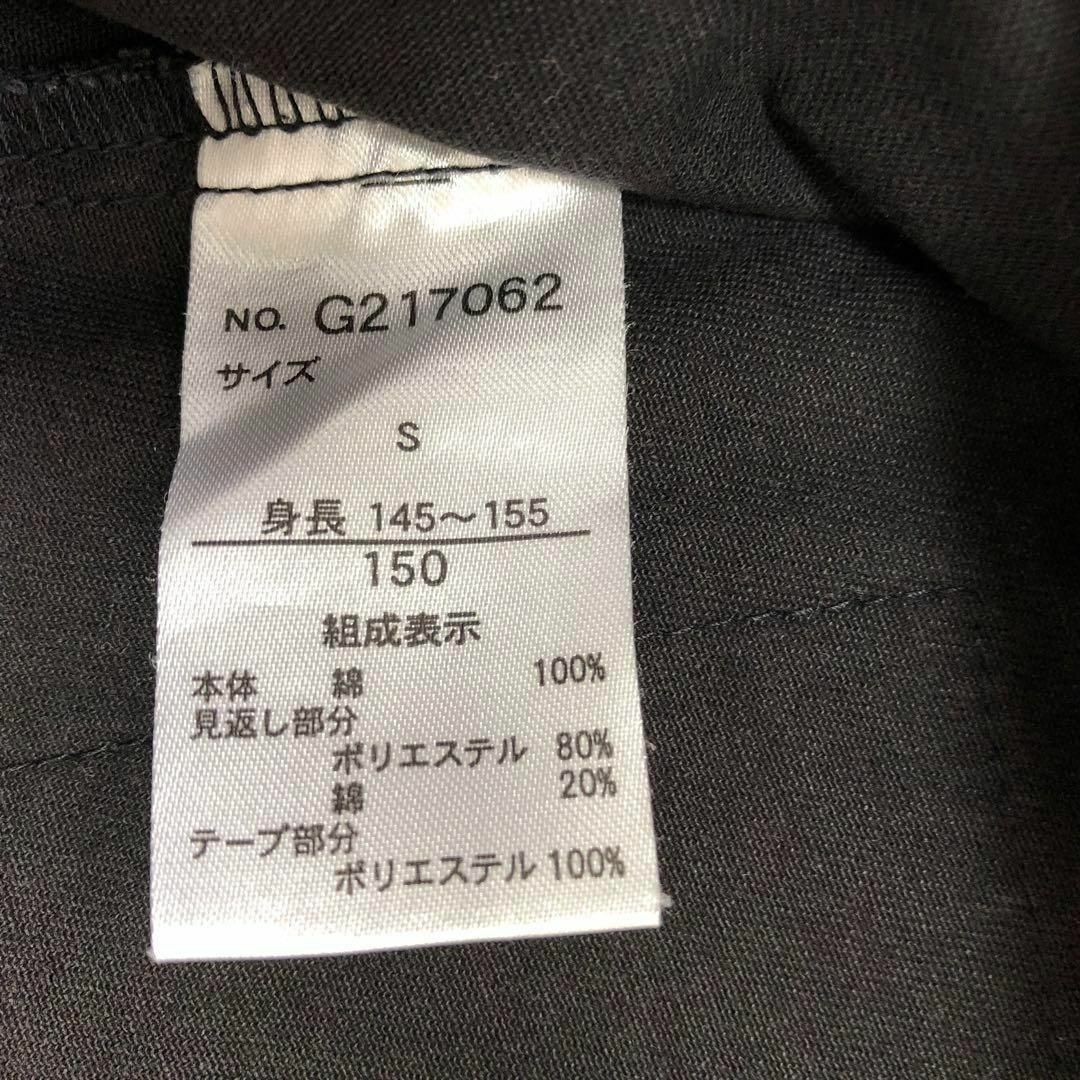 NO. G217062
サイズ
S
身長 145～155
150
組成表示
本体 綿 100%
見返し部分
ポリエステル 80%
綿 20%
テープ部分
ポリエステル 100%